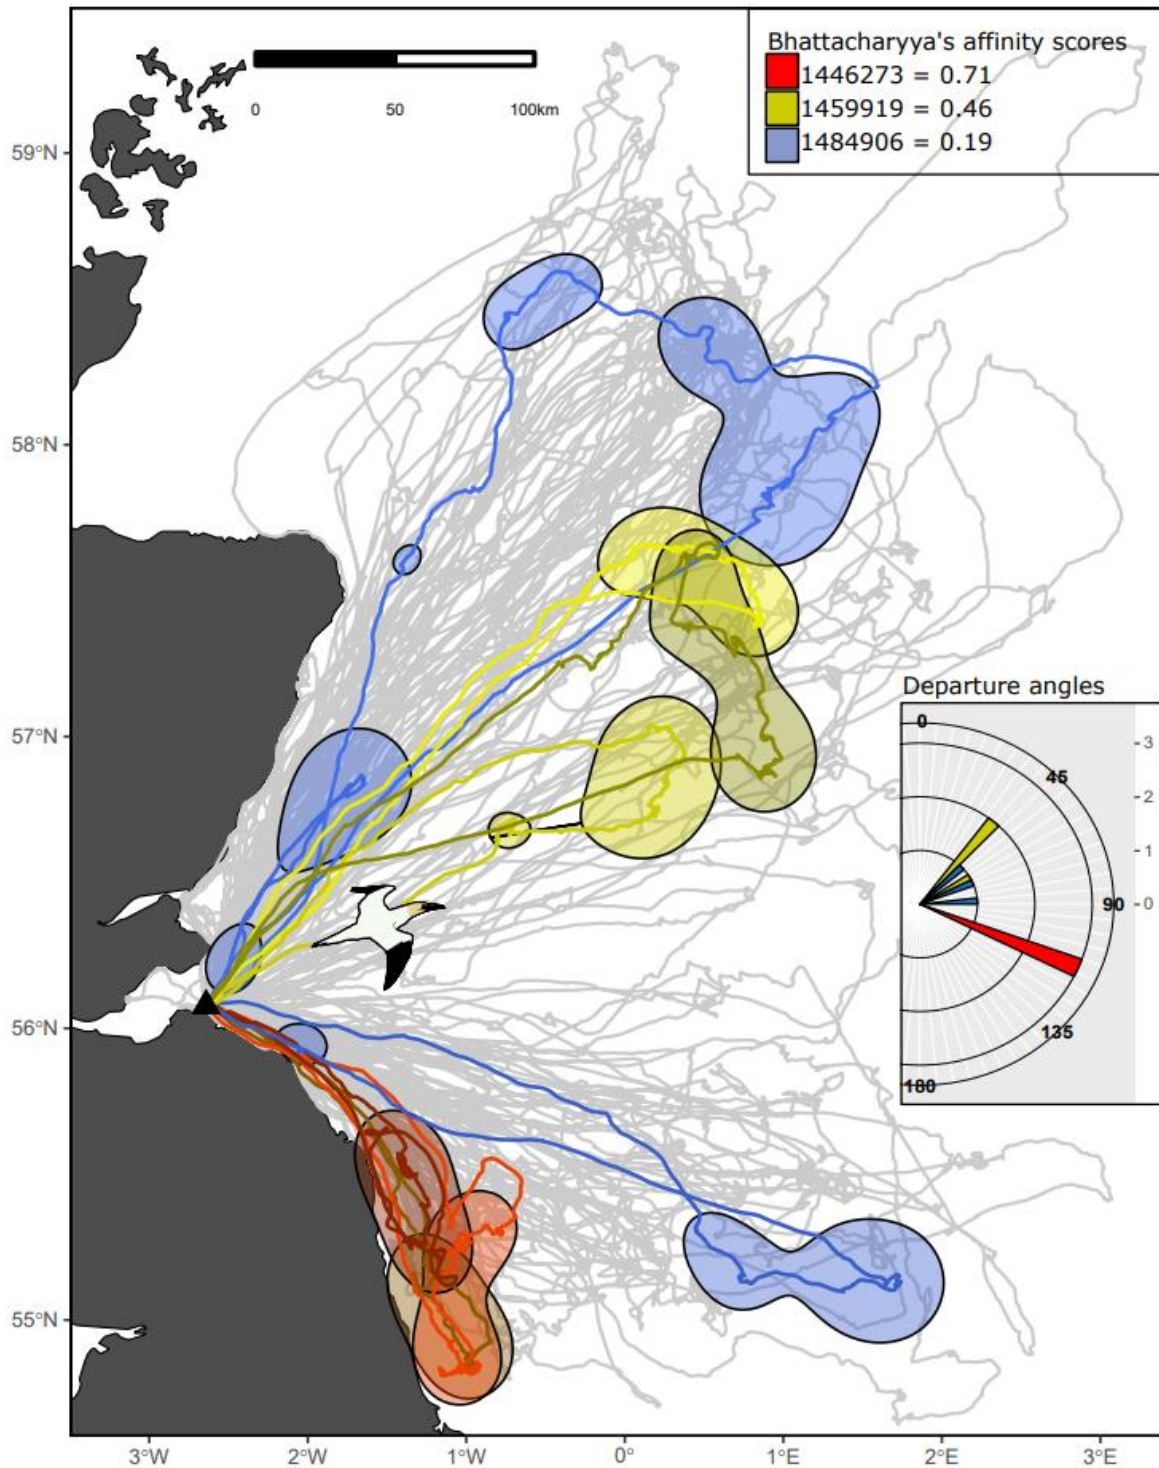 Bhattacharyya's affinity scores
1446273 = 0.71
1459919 = 0.46
1484906 = 0.19
0 50 100km
59°N
58°N
57°N
56°N
55°N
Departure angles
0
45
90
135
180
3
2
1
0
3°W 2°W 1°W 0° 1°E 2°E 3°E